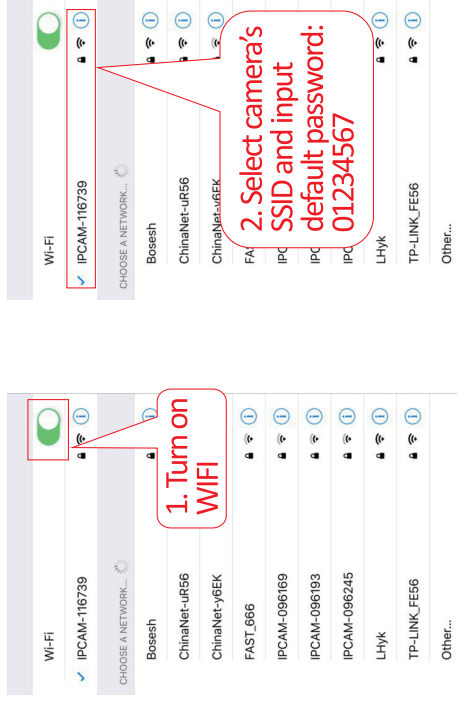 Wi-Fi
IPCAM-116739
CHOOSE A NETWORK...
Bosesh
ChinaNet-uR56
ChinaNet-y6EK
FAST_666
IPCAM-096169
IPCAM-096193
IPCAM-096245
LHyk
TP-LINK_FE56
Other...
1. Turn on
WIFI
Wi-Fi
IPCAM-116739
CHOOSE A NETWORK...
Bosesh
ChinaNet-uR56
ChinaNet-y6EK
LHyk
TP-LINK_FE56
Other...
2. Select camera's
SSID and input
default password:
01234567